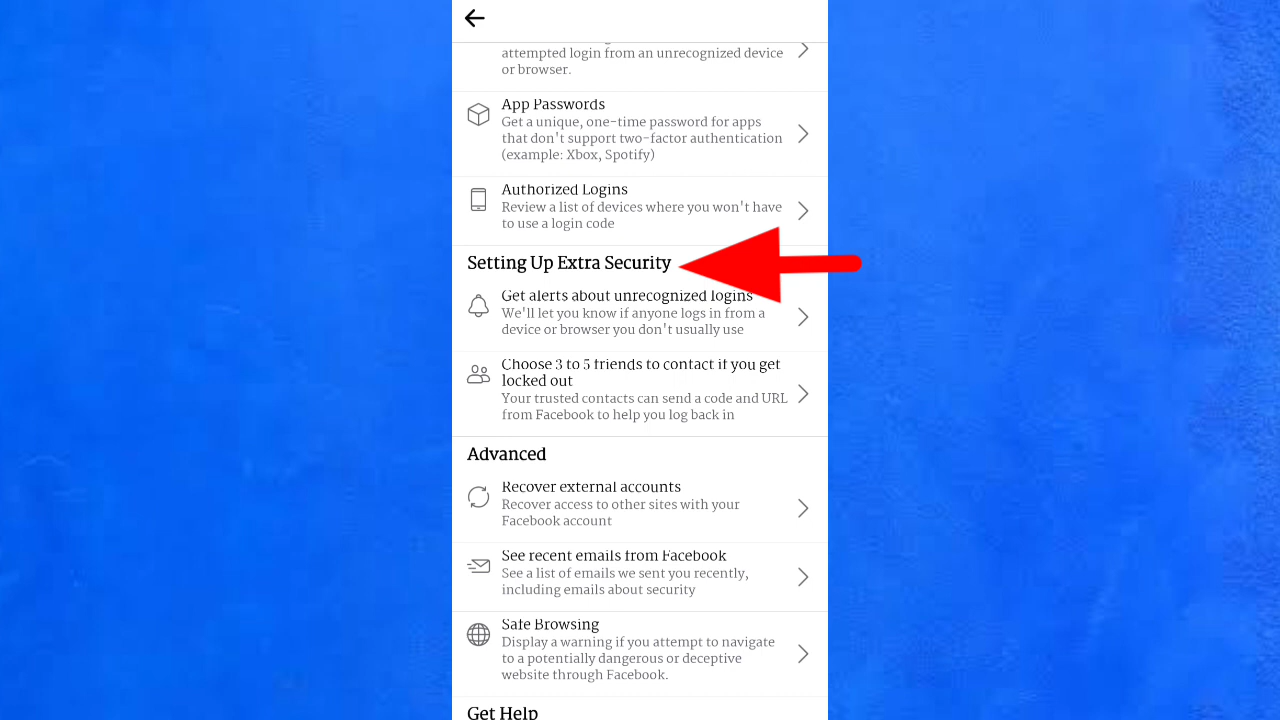 attempted login from an unrecognized device
or browser.
App Passwords
Get a unique, one-time password for apps
that don't support two-factor authentication
(example: Xbox, Spotify)
Authorized Logins
Review a list of devices where you won't have
to use a login code
Setting Up Extra Security
Get alerts about unrecognized logins
We'll let you know if anyone logs in from a
device or browser you don't usually use
Choose 3 to 5 friends to contact if you get
locked out
Your trusted contacts can send a code and URL
from Facebook to help you log back in
Advanced
Recover external accounts
Recover access to other sites with your
Facebook account
See recent emails from Facebook
See a list of emails we sent you recently,
including emails about security
Safe Browsing
Display a warning if you attempt to navigate
to a potentially dangerous or deceptive
website through Facebook.
Get Help